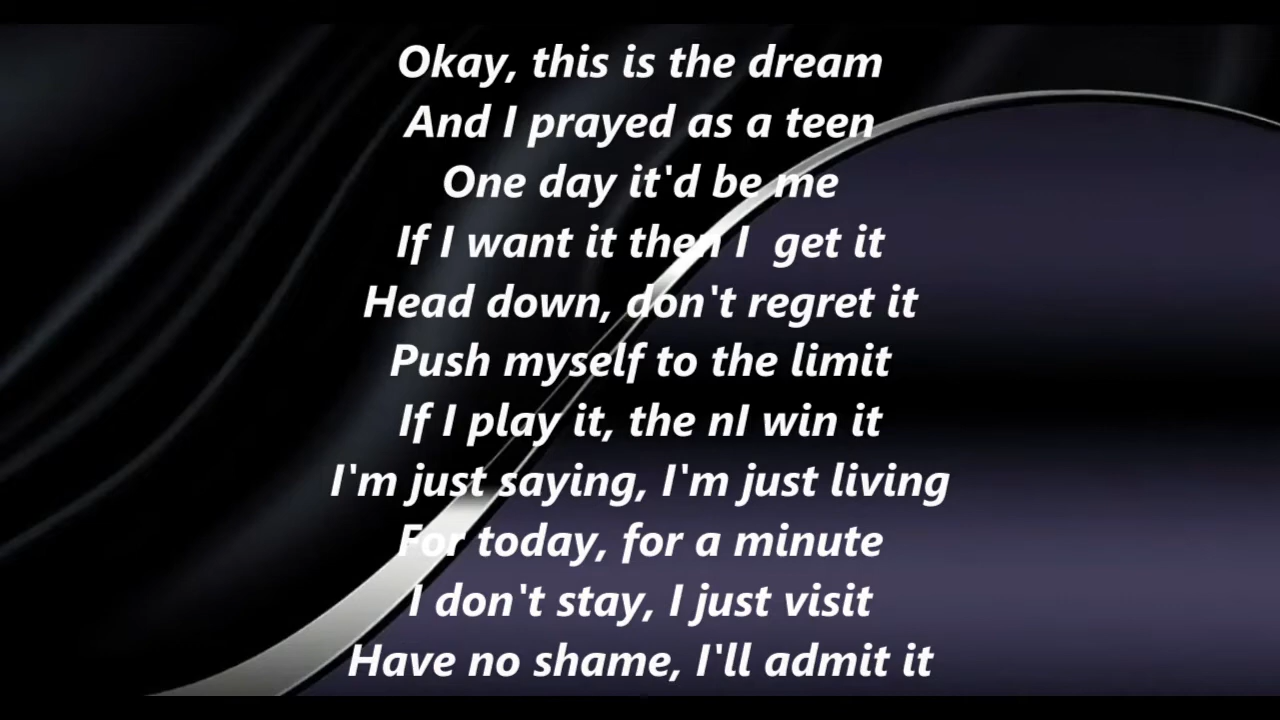 Okay, this is the dream
And I prayed as a teen
One day it'd be me
If I want it then I  get it
Head down, don't regret it
Push myself to the limit
If I play it, the nI win it
I'm just saying, I'm just living
For today, for a minute
I don't stay, I just visit
Have no shame, I'll admit it